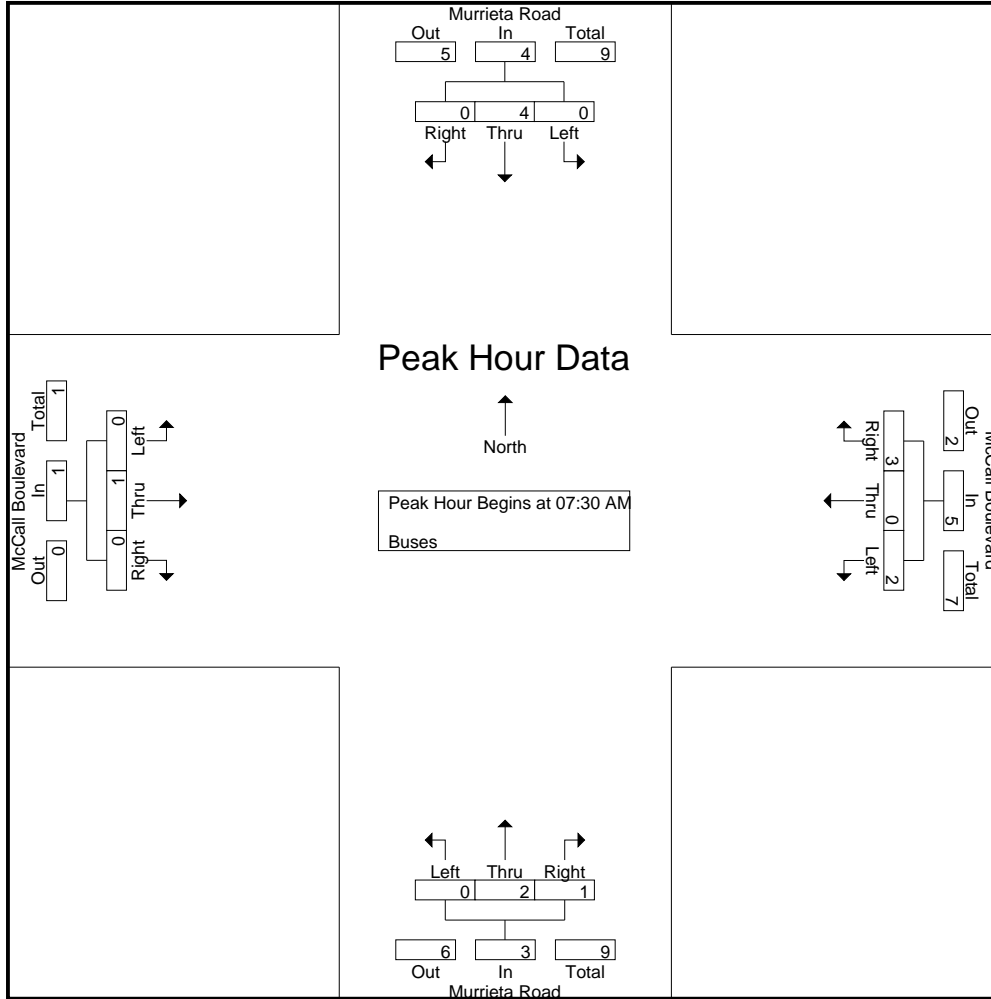 Murrieta Road
Out In Total
5 4 9
0 4 0
Right Thru Left
Peak Hour Data
North
Peak Hour Begins at 07:30 AM
Buses
McCall Boulevard
Out In Total
0 1 1
Left Thru Right
0 1 0
McCall Boulevard
Out In Total
2 5 7
Right Thru Left
3 0 2
Left Thru Right
0 2 1
6 3 9
Out In Total
Murrieta Road